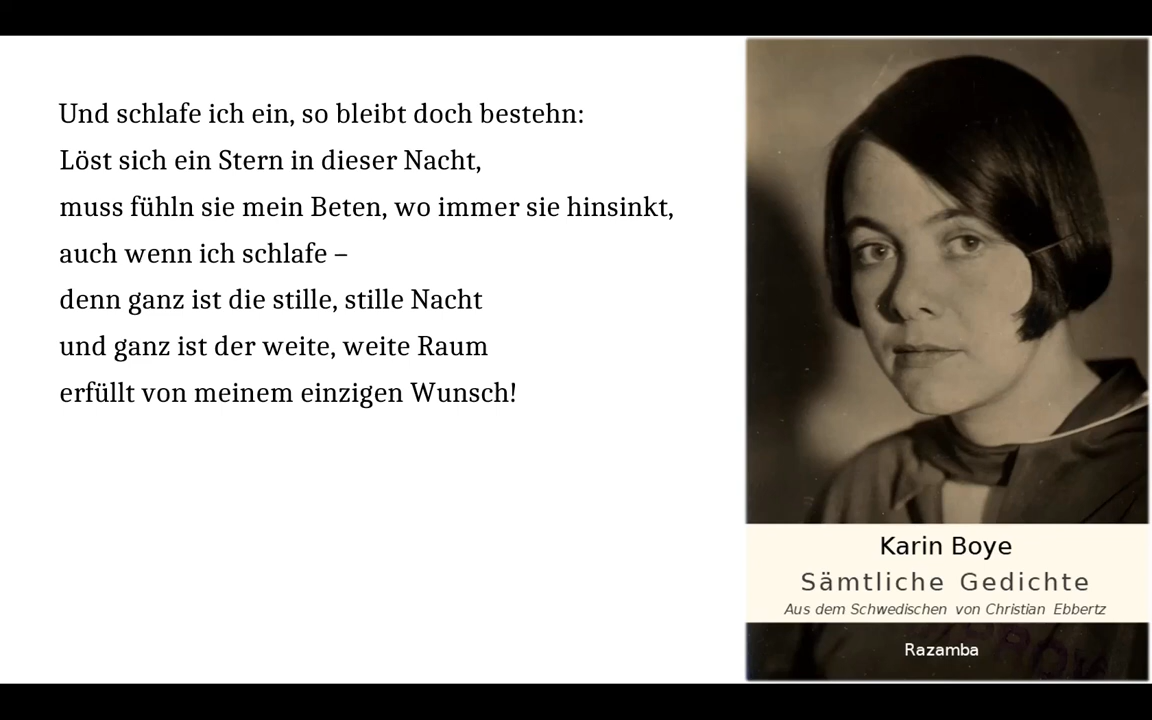 Und schlafe ich ein, so bleibt doch bestehn:
Löst sich ein Stern in dieser Nacht,
muss fühln sie mein Beten, wo immer sie hinsinkt,
auch wenn ich schlafe –
denn ganz ist die stille, stille Nacht
und ganz ist der weite, weite Raum
erfüllt von meinem einzigen Wunsch!
Karin Boye
Sämtliche Gedichte
Aus dem Schwedischen von Christian Ebbertz
Razamba